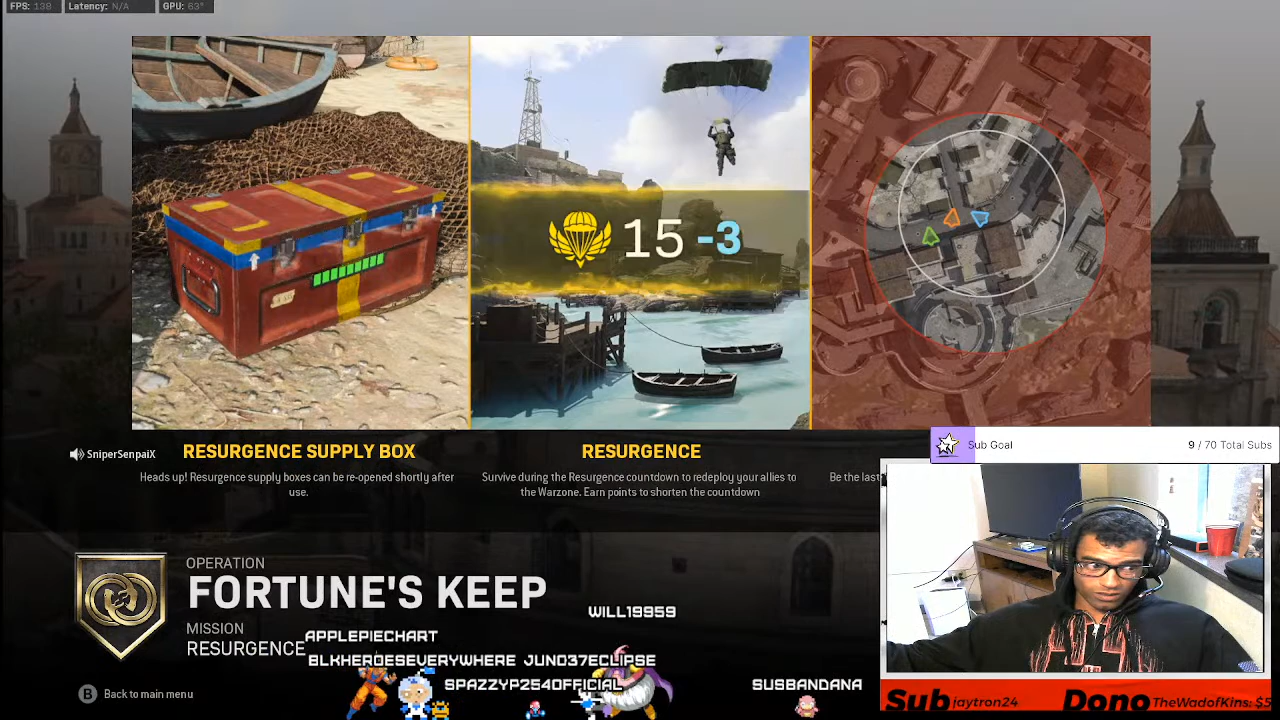 FPS: 138 Latency: N/A GPU: 63°
15 -3
SniperSenpaiX
RESURGENCE SUPPLY BOX
Heads up! Resurgence supply boxes can be re-opened shortly after
use.
RESURGENCE
Survive during the Resurgence countdown to redeploy your allies to
the Warzone. Earn points to shorten the countdown
Be the last
Sub Goal 9 / 70 Total Subs
OPERATION
FORTUNE'S KEEP
MISSION
RESURGENCE
WILL19959
APPLEPIECHART
BLKHEROESEVERYWHERE JUNO37ECLIPSE
SPAZZYP2540FFICIAL
SUSBANDANA
B Back to main menu
Sub jaytron24 Dono TheWadofKins: $5